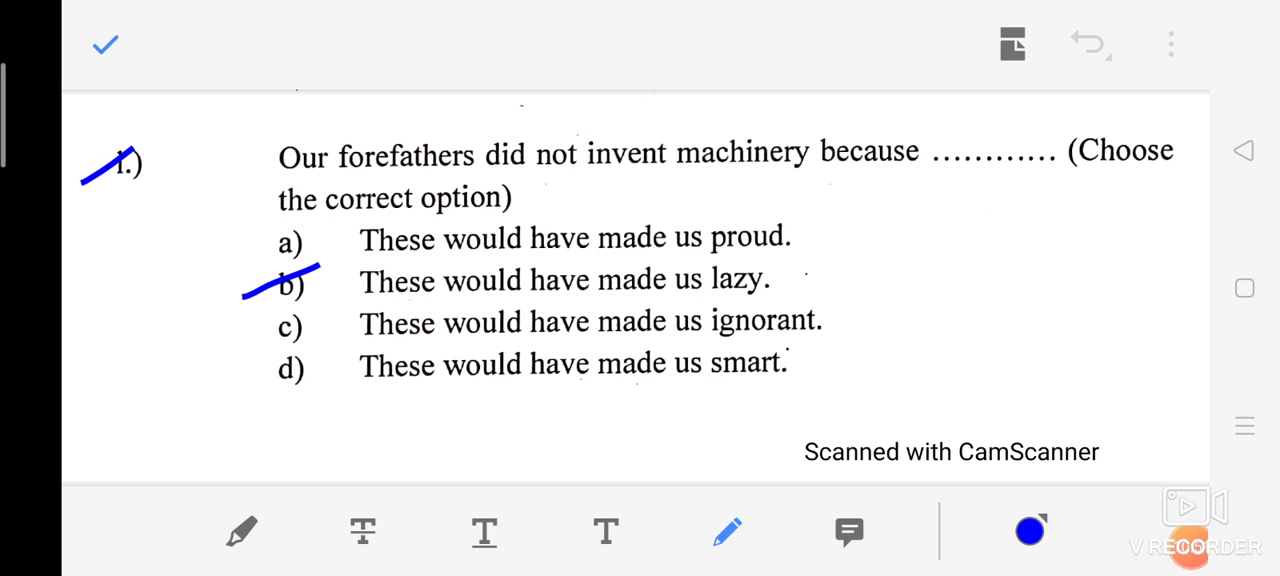 1.)
Our forefathers did not invent machinery because ............ (Choose
the correct option)
a) These would have made us proud.
b) These would have made us lazy.
c) These would have made us ignorant.
d) These would have made us smart.
Scanned with CamScanner
T T T
V RECORDER